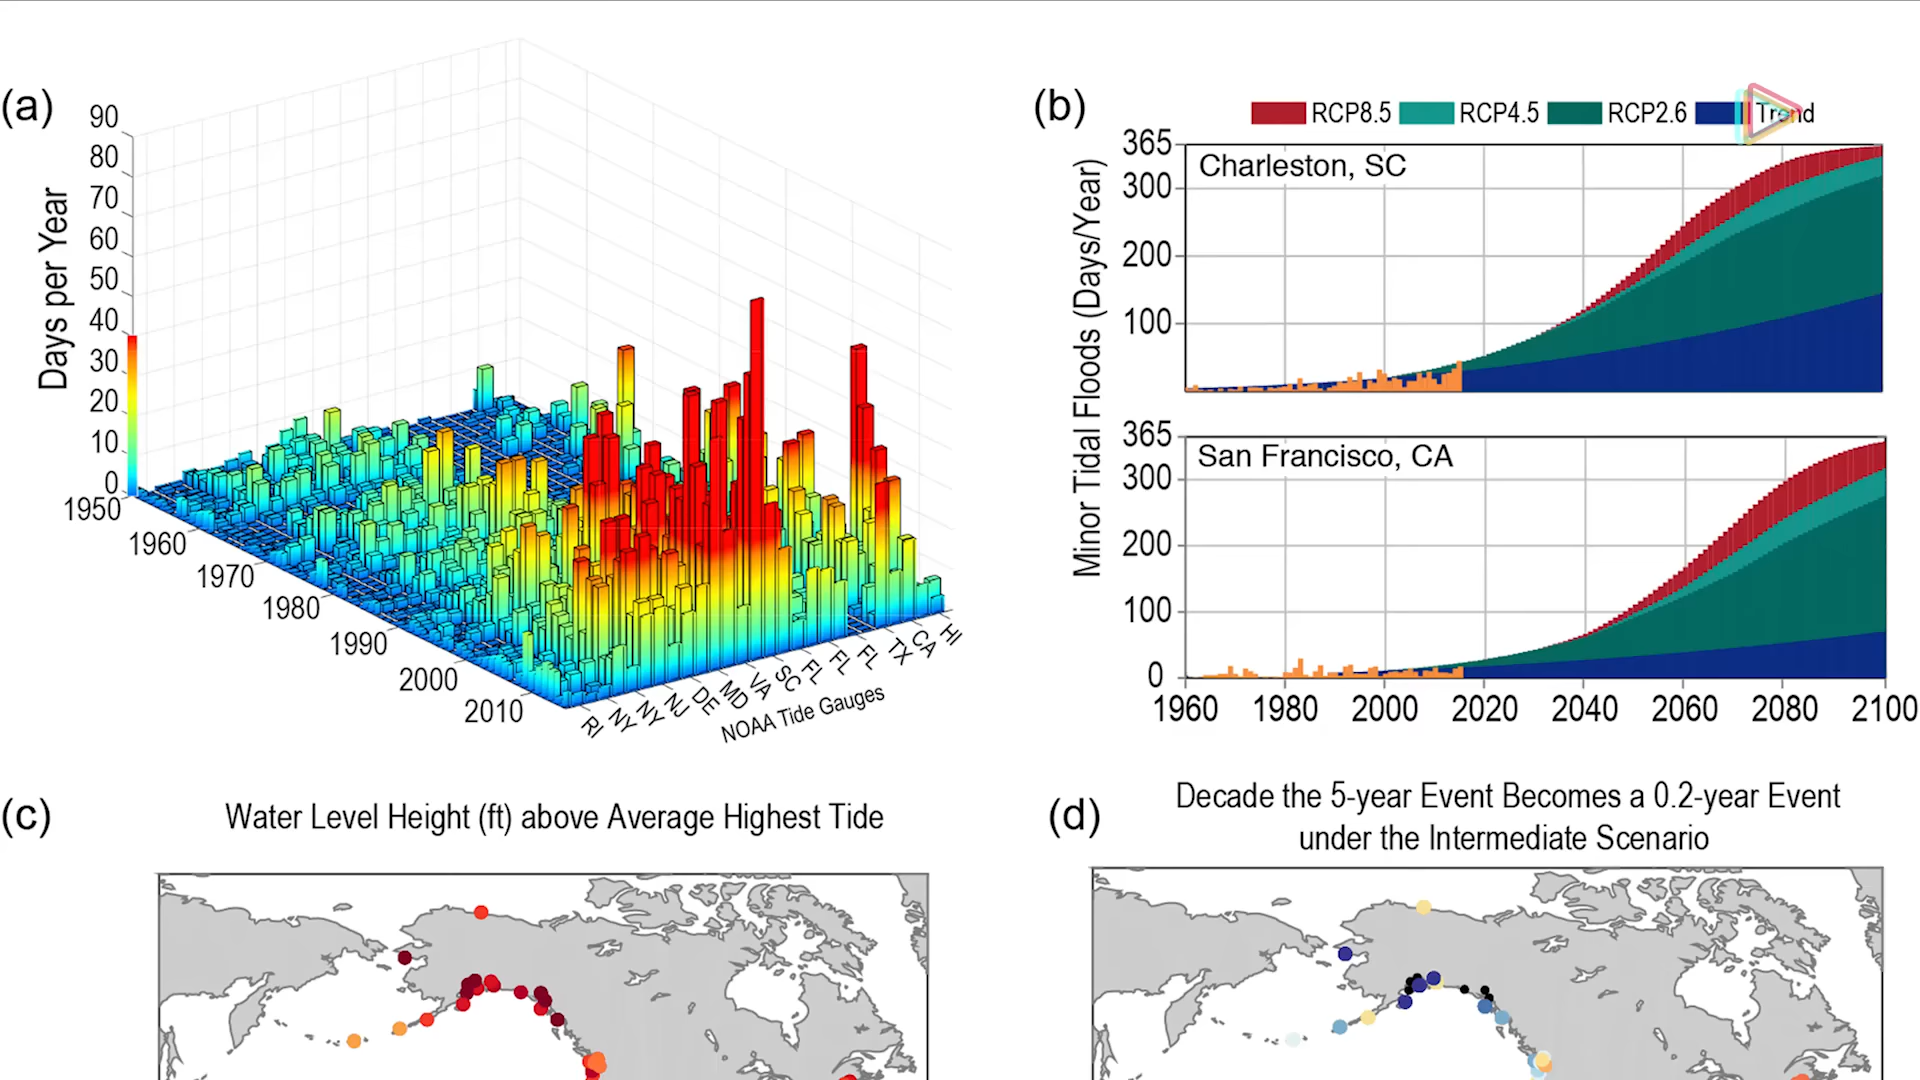 (a)
90
80
70
60
50
40
30
20
10
0
Days per Year
1950
1960
1970
1980
1990
2000
2010
RI
NY
NY
NJ
DE
MD
VA
SC
FL
FL
FL
TX
CA
HI
NOAA Tide Gauges
(b)
RCP8.5 RCP4.5 RCP2.6 Trend
Minor Tidal Floods (Days/Year)
365
300
200
100
Charleston, SC
365
300
200
100
0
San Francisco, CA
1960 1980 2000 2020 2040 2060 2080 2100
(c)
Water Level Height (ft) above Average Highest Tide
(d)
Decade the 5-year Event Becomes a 0.2-year Event
under the Intermediate Scenario